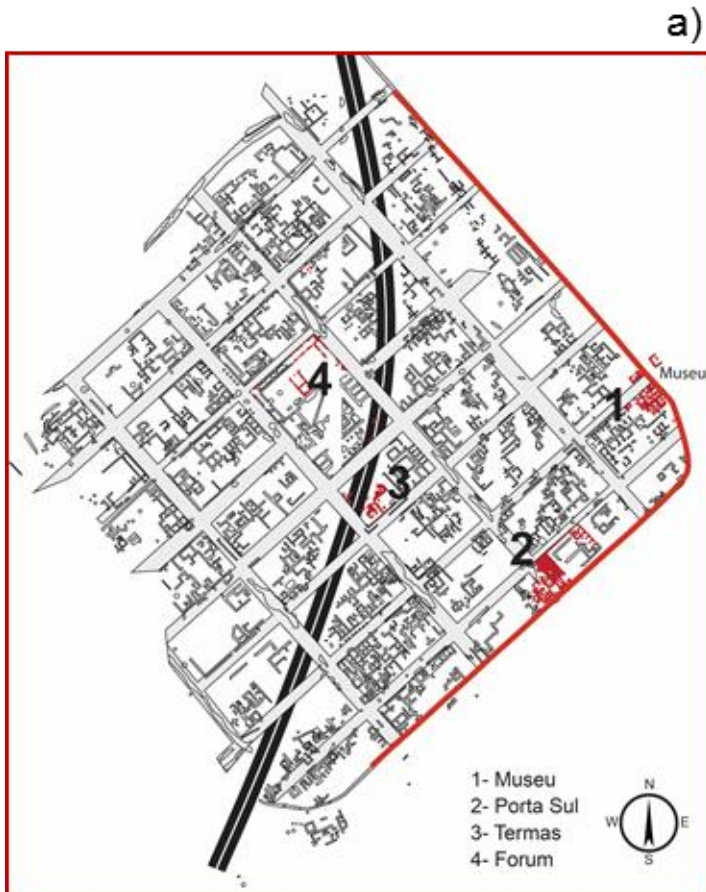 a)
Museu
1
4
3
2
1- Museu
2- Porta Sul
3- Termas
4- Forum
N
W E
S